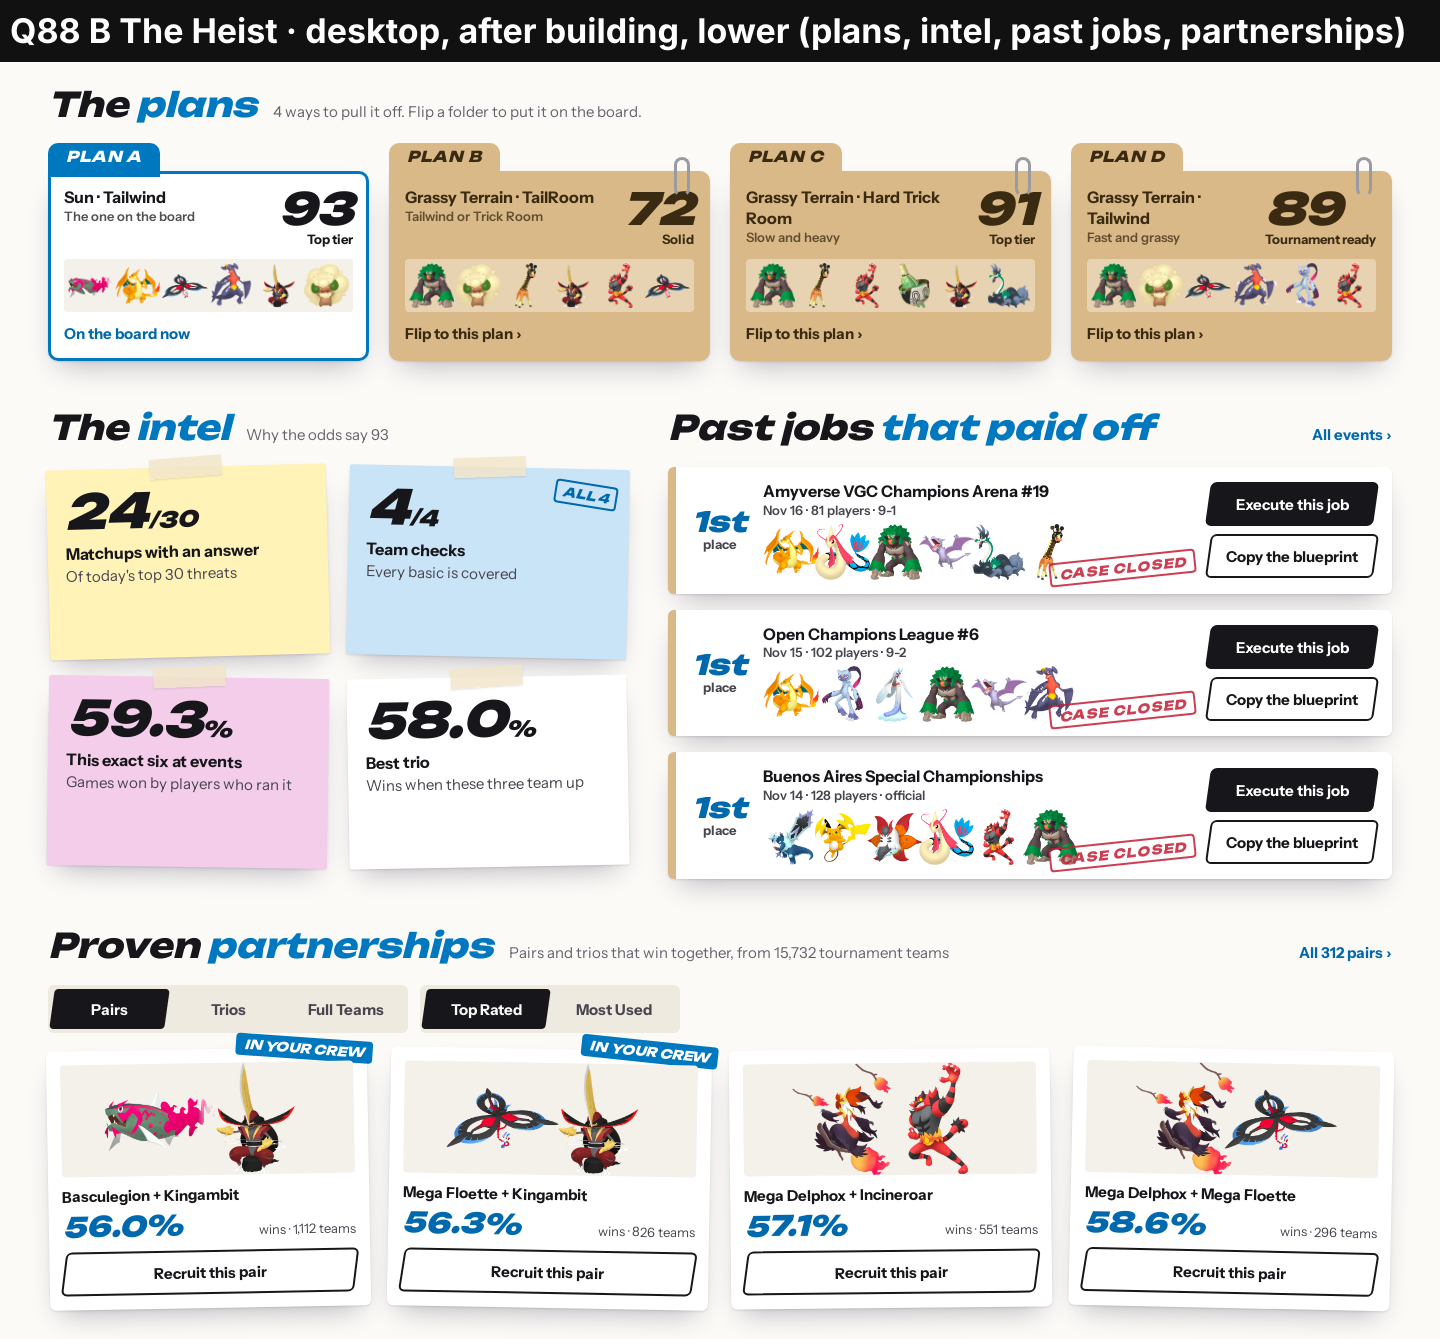 Q88 B The Heist · desktop, after building, lower (plans, intel, past jobs, partnerships)
The plans 4 ways to pull it off. Flip a folder to put it on the board.
PLAN A
Sun · Tailwind
The one on the board
93
Top tier
On the board now
PLAN B
Grassy Terrain · TailRoom
Tailwind or Trick Room
72
Solid
Flip to this plan ›
PLAN C
Grassy Terrain · Hard Trick
Room
Slow and heavy
91
Top tier
Flip to this plan ›
PLAN D
Grassy Terrain ·
Tailwind
Fast and grassy
89
Tournament ready
Flip to this plan ›
The intel Why the odds say 93
24/30
Matchups with an answer
Of today's top 30 threats
4/4
ALL 4
Team checks
Every basic is covered
59.3%
This exact six at events
Games won by players who ran it
58.0%
Best trio
Wins when these three team up
Past jobs that paid off
All events ›
1st
place
Amyverse VGC Champions Arena #19
Nov 16 · 81 players · 9-1
CASE CLOSED
Execute this job
Copy the blueprint
1st
place
Open Champions League #6
Nov 15 · 102 players · 9-2
CASE CLOSED
Execute this job
Copy the blueprint
1st
place
Buenos Aires Special Championships
Nov 14 · 128 players · official
CASE CLOSED
Execute this job
Copy the blueprint
Proven partnerships Pairs and trios that win together, from 15,732 tournament teams
All 312 pairs ›
Pairs Trios Full Teams
Top Rated Most Used
IN YOUR CREW
Basculegion + Kingambit
56.0% wins · 1,112 teams
Recruit this pair
IN YOUR CREW
Mega Floette + Kingambit
56.3% wins · 826 teams
Recruit this pair
Mega Delphox + Incineroar
57.1% wins · 551 teams
Recruit this pair
Mega Delphox + Mega Floette
58.6% wins · 296 teams
Recruit this pair